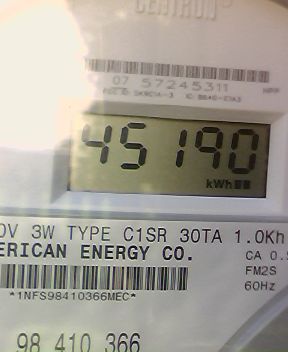 CENTRON®
07 57245311
45190
kWh
0V 3W TYPE C1SR 30TA 1.0Kh
ERICAN ENERGY CO.
CA 0.5
*1NFS98410366MEC*
FM2S
60Hz
98 410 366